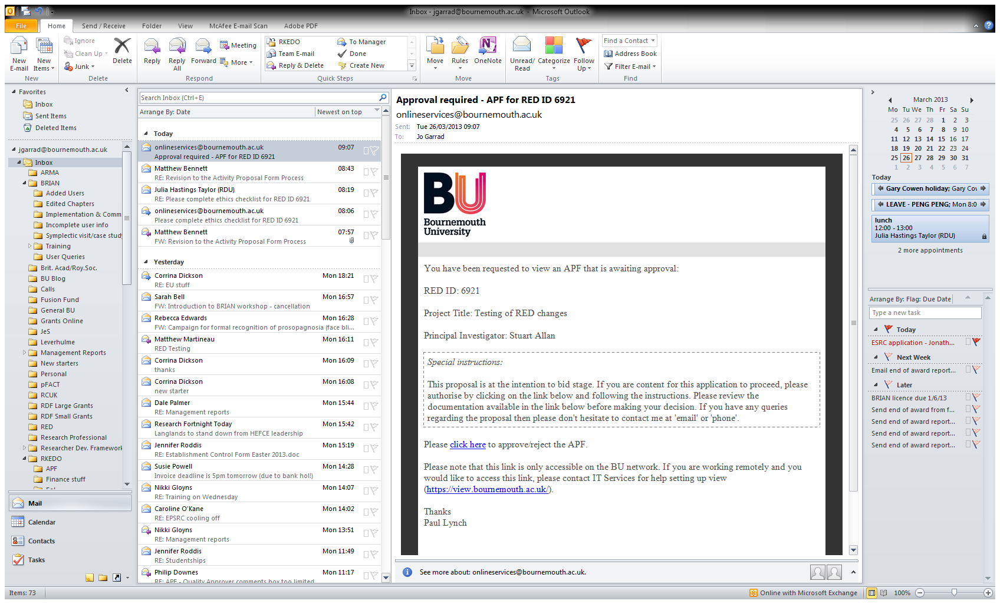 Inbox - jgarrad@bournemouth.ac.uk - Microsoft Outlook
File Home Send / Receive Folder View McAfee E-mail Scan Adobe PDF
New E-mail
New Items
New
Ignore
Clean Up
Junk
Delete
Delete
Reply
Reply All
Forward
Meeting
More
Respond
RKEDO
Team E-mail
Reply & Delete
To Manager
Done
Create New
Quick Steps
Move
Rules
OneNote
Move
Unread/ Read
Categorize
Follow Up
Tags
Find a Contact
Address Book
Filter E-mail
Find
Favorites
Inbox
Sent Items
Deleted Items
jgarrad@bournemouth.ac.uk
Inbox
ARMA
BRIAN
Added Users
Edited Chapters
Implementation & Comm
Incomplete user info
Symplectic visit/case study
Training
User Queries
Brit. Acad/Roy.Soc.
BU Blog
Calls
Fusion Fund
General BU
Grants Online
JeS
Leverhulme
Management Reports
New starters
Personal
pFACT
RCUK
RDF Large Grants
RDF Small Grants
RED
Research Professional
Researcher Dev. Framework
RKEDO
APF
Finance stuff
Mail
Calendar
Contacts
Tasks
Search Inbox (Ctrl+E)
Arrange By: Date Newest on top
Today
onlineservices@bournemouth.ac.uk 09:07
Approval required - APF for RED ID 6921
Matthew Bennett 08:43
RE: Revision to the Activity Proposal Form Process
Julia Hastings Taylor (RDU) 08:19
RE: Please complete ethics checklist for RED ID 6921
onlineservices@bournemouth.ac.uk 08:06
Please complete ethics checklist for RED ID 6921
Matthew Bennett 07:57
FW: Revision to the Activity Proposal Form Process
Yesterday
Corrina Dickson Mon 18:21
RE: EU stuff
Sarah Bell Mon 16:57
FW: Introduction to BRIAN workshop - cancellation
Rebecca Edwards Mon 16:28
FW: Campaign for formal recognition of prosopagnosia (face bli...
Matthew Martineau Mon 16:11
RED Testing
Corrina Dickson Mon 16:09
thanks
Corrina Dickson Mon 16:08
new starter
Dale Palmer Mon 15:44
RE: Management reports
Research Fortnight Today Mon 15:42
Langlands to stand down from HEFCE leadership
Jennifer Roddis Mon 15:19
RE: Establishment Control Form Easter 2013.doc
Susie Powell Mon 14:28
Invoice deadline is 5pm tomorrow (due to bank hol!)
Nikki Gloyns Mon 14:07
RE: Training on Wednesday
Caroline O'Kane Mon 14:02
RE: EPSRC cooling off
Nikki Gloyns Mon 13:51
RE: Management reports
Jennifer Roddis Mon 11:49
RE: Studentships
Philip Downes Mon 11:17
RE: APF - Quality Approver comments box too limited
Approval required - APF for RED ID 6921
onlineservices@bournemouth.ac.uk
Sent: Tue 26/03/2013 09:07
To: Jo Garrad
BU
Bournemouth
University
You have been requested to view an APF that is awaiting approval:
RED ID: 6921
Project Title: Testing of RED changes
Principal Investigator: Stuart Allan
Special instructions:
This proposal is at the intention to bid stage. If you are content for this application to proceed, please
authorise by clicking on the link below and following the instructions. Please review the
documentation available in the link below before making your decision. If you have any queries
regarding the proposal then please don't hesitate to contact me at 'email' or 'phone'.
Please click here to approve/reject the APF.
Please note that this link is only accessible on the BU network. If you are working remotely and you
would like to access this link, please contact IT Services for help setting up view
(https://view.bournemouth.ac.uk/).
Thanks
Paul Lynch
See more about: onlineservices@bournemouth.ac.uk.
March 2013
Mo Tu We Th Fr Sa Su
25 26 27 28 1 2 3
4 5 6 7 8 9 10
11 12 13 14 15 16 17
18 19 20 21 22 23 24
25 26 27 28 29 30 31
1 2 3 4 5 6 7
Today
Gary Cowen holiday; Gary Cov
LEAVE - PENG PENG; Mon 8:0
lunch
12:00 - 13:00
Julia Hastings Taylor (RDU)
2 more appointments
Arrange By: Flag: Due Date
Type a new task
Today
ESRC application - Jonath...
Next Week
Email end of award report...
Later
BRIAN licence due 1/6/13
Send end of award from f...
Send end of award report...
Send end of award report...
Send end of award report...
Items: 73
Online with Microsoft Exchange
100%